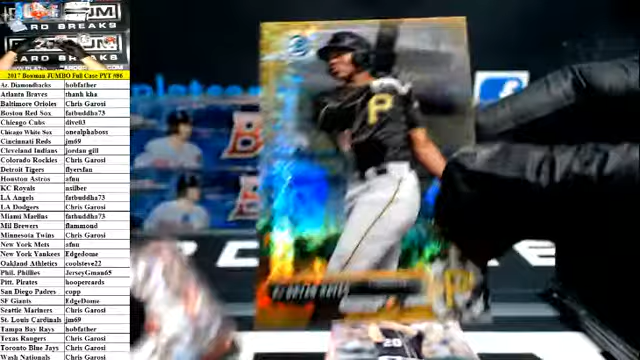 CARD BREAKS
2017 Bowman JUMBO Full Case PYT #86
Az. Diamondbacks hobfather
Atlanta Braves thank kha
Baltimore Orioles Chris Garosi
Boston Red Sox fatbuddha73
Chicago Cubs dive03
Chicago White Sox onealphaboss
Cincinnati Reds jm69
Cleveland Indians jordan gill
Colorado Rockies Chris Garosi
Detroit Tigers flyersfan
Houston Astros sfnu
KC Royals nsilber
LA Angels fatbuddha73
LA Dodgers Chris Garosi
Miami Marlins fatbuddha73
Mil Brewers flammond
Minnesota Twins Chris Garosi
New York Mets sfnu
New York Yankees Edgedome
Oakland Athletics coolsteve22
Phil. Phillies JerseyGman65
Pitt. Pirates hoopercards
San Diego Padres copp
SF Giants EdgeDome
Seattle Mariners Chris Garosi
St. Louis Cardinals jm69
Tampa Bay Rays hobfather
Texas Rangers Chris Garosi
Toronto Blue Jays Chris Garosi
Wash Nationals Chris Garosi
P
KE'BRYAN HAYES
P
20